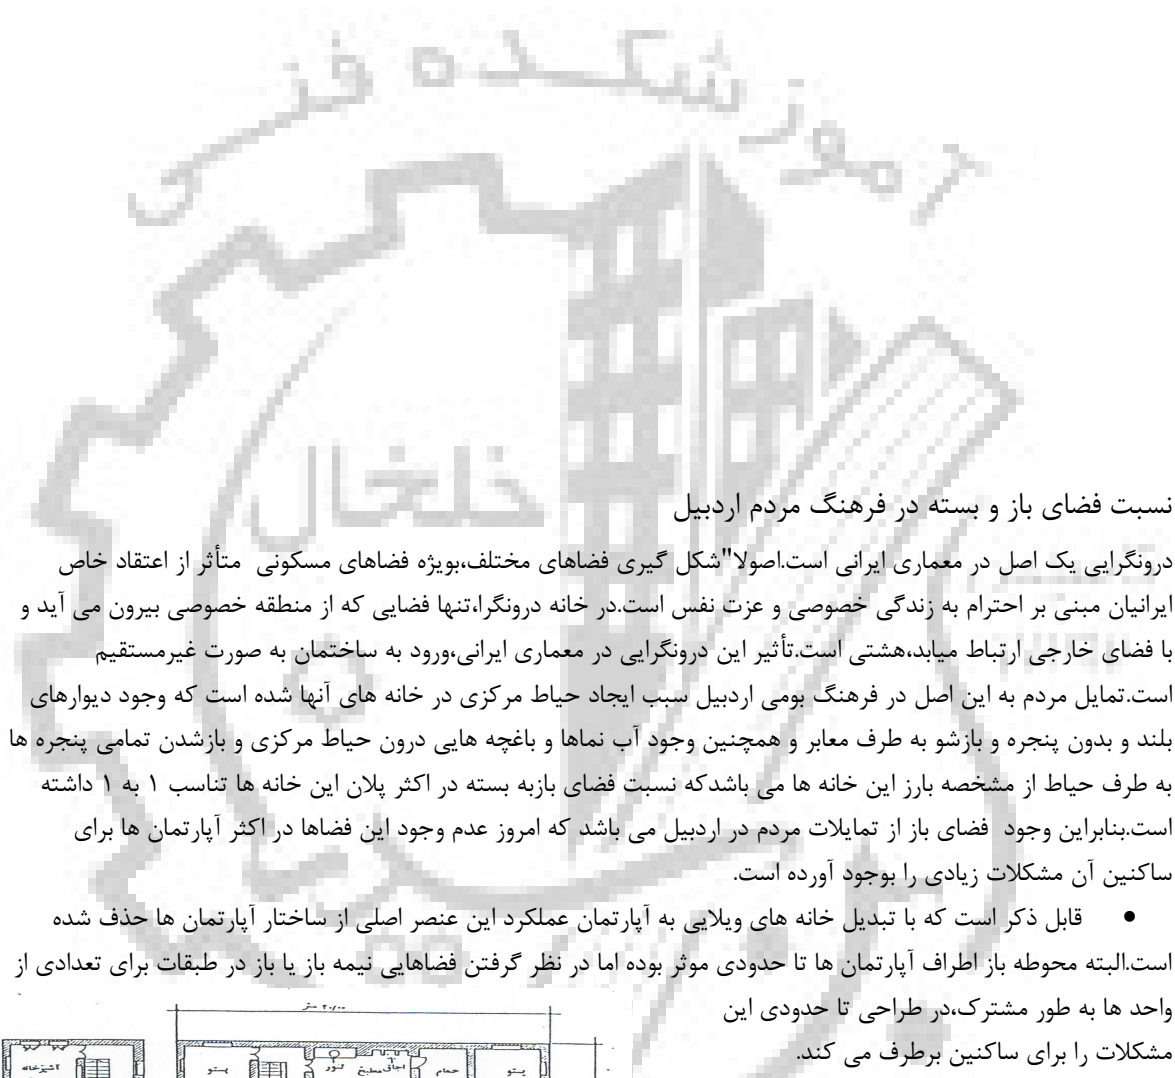 آموزشکده فنی
خلخال
نسبت فضای باز و بسته در فرهنگ مردم اردبیل
درونگرایی یک اصل در معماری ایرانی است.اصولا"شکل گیری فضاهای مختلف،بویژه فضاهای مسکونی متأثر از اعتقاد خاص
ایرانیان مبنی بر احترام به زندگی خصوصی و عزت نفس است.در خانه درونگرا،تنها فضایی که از منطقه خصوصی بیرون می آید و
با فضای خارجی ارتباط میابد،هشتی است.تأثیر این درونگرایی در معماری ایرانی،ورود به ساختمان به صورت غیرمستقیم
است.تمایل مردم به این اصل در فرهنگ بومی اردبیل سبب ایجاد حیاط مرکزی در خانه های آنها شده است که وجود دیوارهای
بلند و بدون پنجره و بازشو به طرف معابر و همچنین وجود آب نماها و باغچه هایی درون حیاط مرکزی و بازشدن تمامی پنجره ها
به طرف حیاط از مشخصه بارز این خانه ها می باشدکه نسبت فضای بازبه بسته در اکثر پلان این خانه ها تناسب ۱ به ۱ داشته
است.بنابراین وجود فضای باز از تمایلات مردم در اردبیل می باشد که امروز عدم وجود این فضاها در اکثر آپارتمان ها برای
ساکنین آن مشکلات زیادی را بوجود آورده است.
• قابل ذکر است که با تبدیل خانه های ویلایی به آپارتمان عملکرد این عنصر اصلی از ساختار آپارتمان ها حذف شده
است.البته محوطه باز اطراف آپارتمان ها تا حدودی موثر بوده اما در نظر گرفتن فضاهایی نیمه باز یا باز در طبقات برای تعدادی از
واحد ها به طور مشترک،در طراحی تا حدودی این
مشکلات را برای ساکنین برطرف می کند.
۲۰/۰۰ متر
پستو حمام اجاق مطبخ تنور پستو آشپزخانه